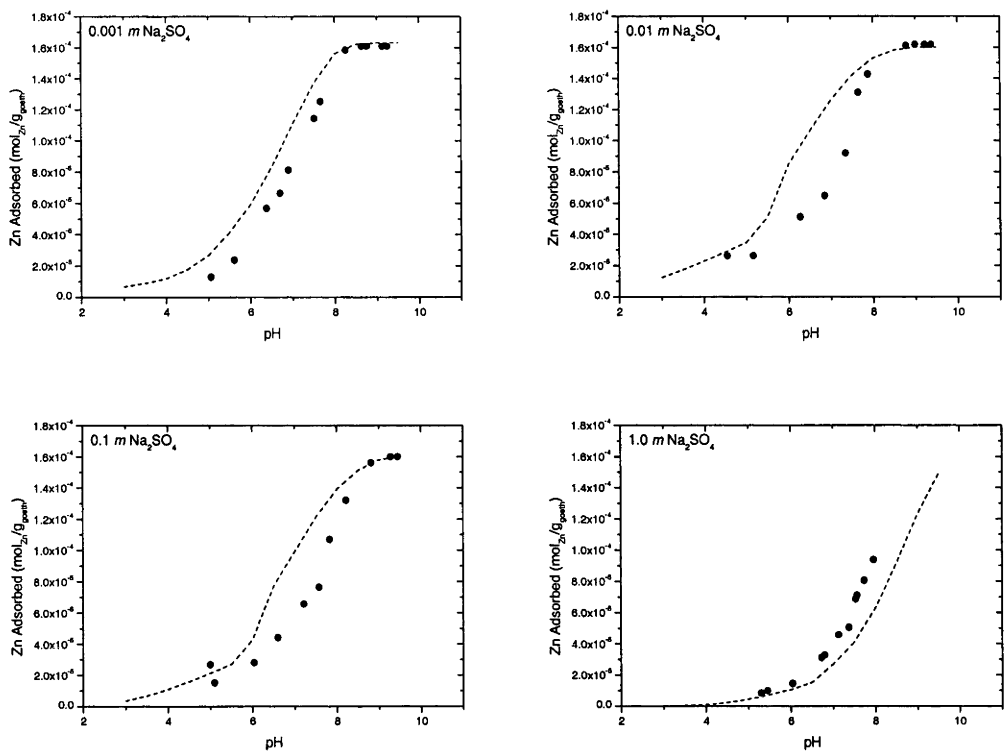 0.001 m Na₂SO₄
1.8x10⁻⁴
1.6x10⁻⁴
1.4x10⁻⁴
1.2x10⁻⁴
1.0x10⁻⁴
8.0x10⁻⁵
6.0x10⁻⁵
4.0x10⁻⁵
2.0x10⁻⁵
0.0
Zn Adsorbed (mol_Zn/g_goeth)
2 4 6 8 10
pH
0.01 m Na₂SO₄
1.8x10⁻⁴
1.6x10⁻⁴
1.4x10⁻⁴
1.2x10⁻⁴
1.0x10⁻⁴
8.0x10⁻⁵
6.0x10⁻⁵
4.0x10⁻⁵
2.0x10⁻⁵
0.0
Zn Adsorbed (mol_Zn/g_goeth)
2 4 6 8 10
pH
0.1 m Na₂SO₄
1.8x10⁻⁴
1.6x10⁻⁴
1.4x10⁻⁴
1.2x10⁻⁴
1.0x10⁻⁴
8.0x10⁻⁵
6.0x10⁻⁵
4.0x10⁻⁵
2.0x10⁻⁵
0.0
Zn Adsorbed (mol_Zn/g_goeth)
2 4 6 8 10
pH
1.0 m Na₂SO₄
1.8x10⁻⁴
1.6x10⁻⁴
1.4x10⁻⁴
1.2x10⁻⁴
1.0x10⁻⁴
8.0x10⁻⁵
6.0x10⁻⁵
4.0x10⁻⁵
2.0x10⁻⁵
0.0
Zn Adsorbed (mol_Zn/g_goeth)
2 4 6 8 10
pH